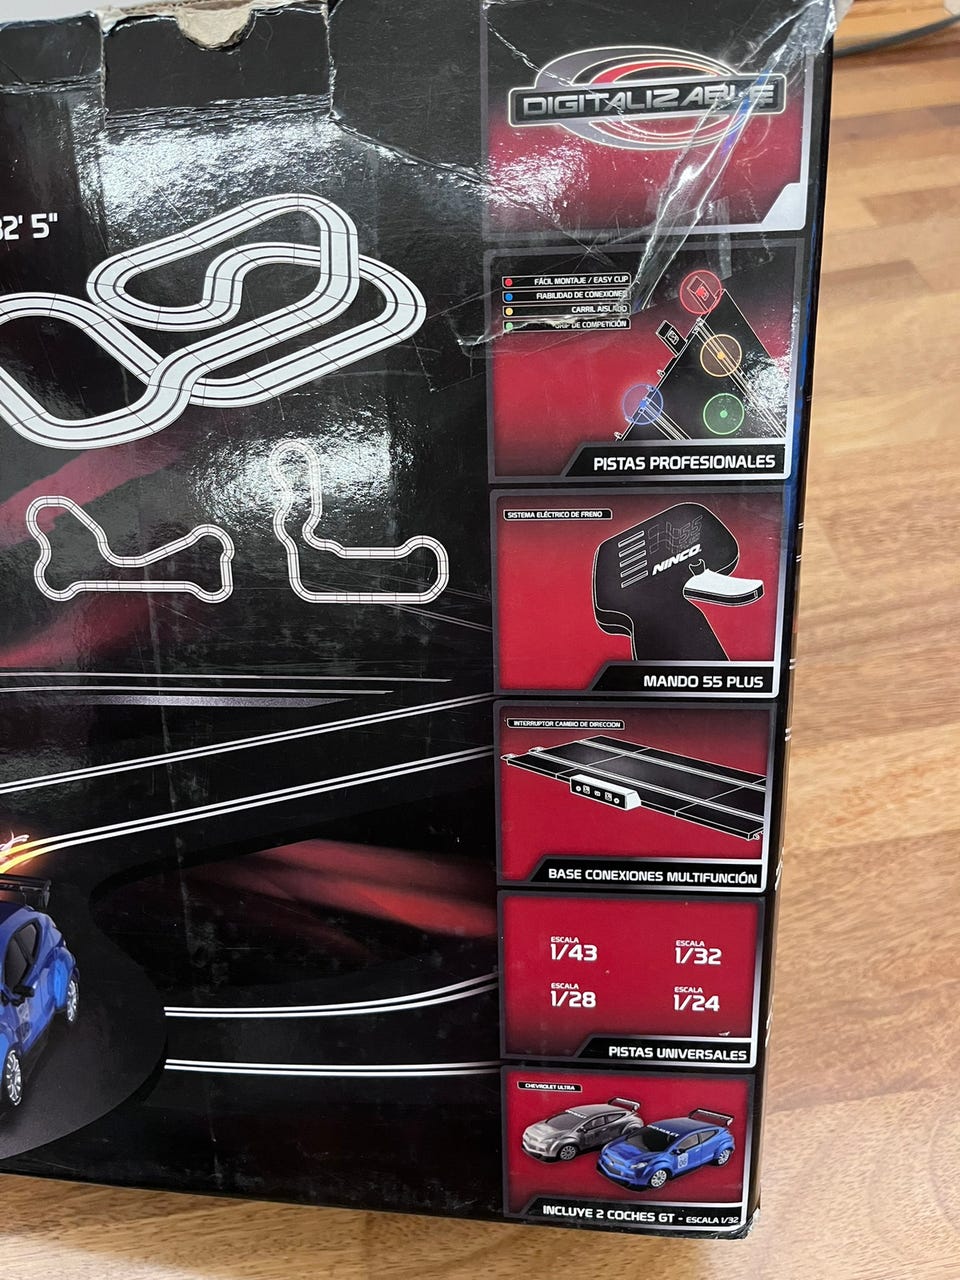 32' 5"
DIGITALIZABLE
FÁCIL MONTAJE / EASY CLIP
FIABILIDAD DE CONEXIONES
CARRIL AISLADO
GRIP DE COMPETICIÓN
PISTAS PROFESIONALES
SISTEMA ELÉCTRICO DE FRENO
55
NINCO
MANDO 55 PLUS
INTERRUPTOR CAMBIO DE DIRECCION
BASE CONEXIONES MULTIFUNCIÓN
ESCALA
1/43
ESCALA
1/32
ESCALA
1/28
ESCALA
1/24
PISTAS UNIVERSALES
CHEVROLET ULTRA
INCLUYE 2 COCHES GT - ESCALA 1/32